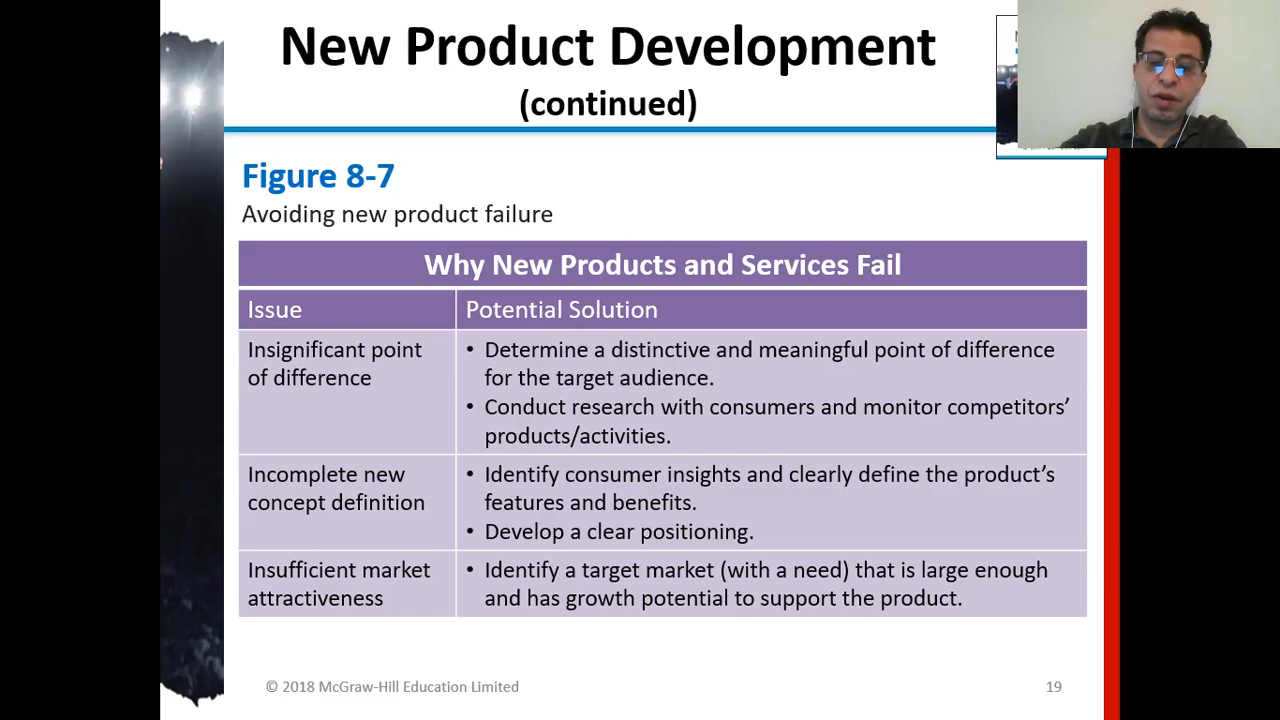 New Product Development
(continued)
Figure 8-7
Avoiding new product failure
Why New Products and Services Fail
Issue
Potential Solution
Insignificant point
of difference
• Determine a distinctive and meaningful point of difference
for the target audience.
• Conduct research with consumers and monitor competitors’
products/activities.
Incomplete new
concept definition
• Identify consumer insights and clearly define the product’s
features and benefits.
• Develop a clear positioning.
Insufficient market
attractiveness
• Identify a target market (with a need) that is large enough
and has growth potential to support the product.
© 2018 McGraw-Hill Education Limited
19